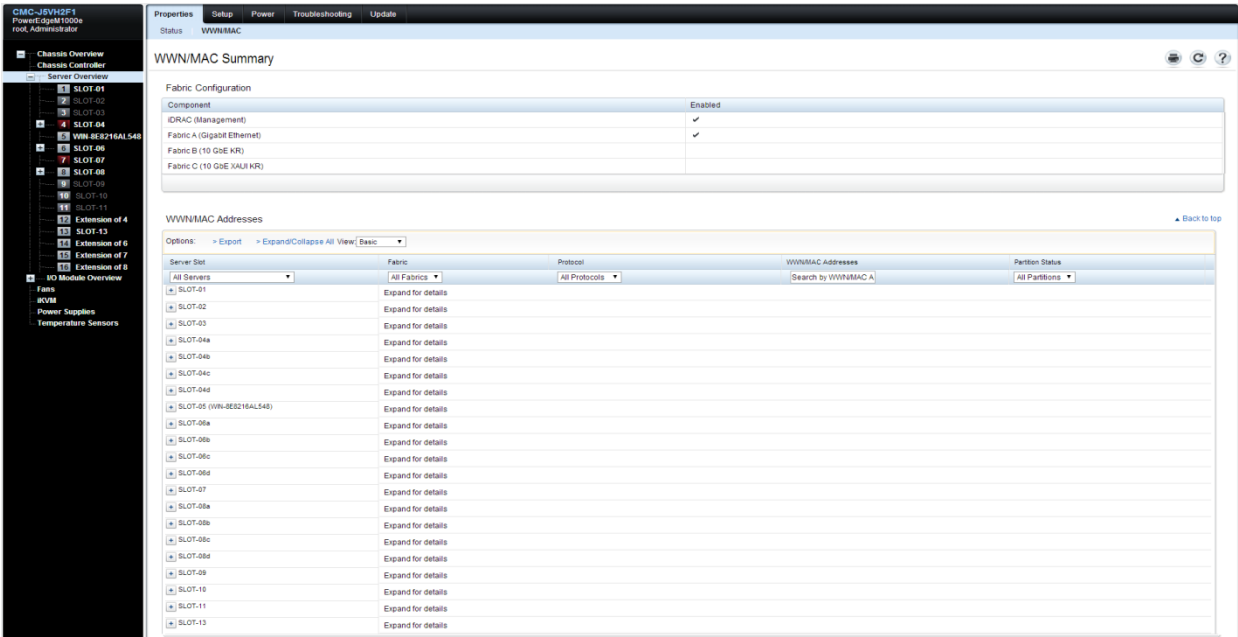 CMC-J5VH2F1
PowerEdgeM1000e
root, Administrator
Chassis Overview
Chassis Controller
Server Overview
1 SLOT-01
2 SLOT-02
3 SLOT-03
4 SLOT-04
5 WIN-8E8216AL548
6 SLOT-06
7 SLOT-07
8 SLOT-08
9 SLOT-09
10 SLOT-10
11 SLOT-11
12 Extension of 4
13 SLOT-13
14 Extension of 6
15 Extension of 7
16 Extension of 8
I/O Module Overview
Fans
iKVM
Power Supplies
Temperature Sensors
Properties Setup Power Troubleshooting Update
Status WWN/MAC
WWN/MAC Summary
Fabric Configuration
Component Enabled
iDRAC (Management) ✔
Fabric A (Gigabit Ethernet) ✔
Fabric B (10 GbE KR)
Fabric C (10 GbE XAUI KR)
WWN/MAC Addresses ▲ Back to top
Options: > Export > Expand/Collapse All View: Basic
Server Slot Fabric Protocol WWN/MAC Addresses Partition Status
All Servers All Fabrics All Protocols Search by WWN/MAC A All Partitions
SLOT-01 Expand for details
SLOT-02 Expand for details
SLOT-03 Expand for details
SLOT-04a Expand for details
SLOT-04b Expand for details
SLOT-04c Expand for details
SLOT-04d Expand for details
SLOT-05 (WIN-8E8216AL548) Expand for details
SLOT-06a Expand for details
SLOT-06b Expand for details
SLOT-06c Expand for details
SLOT-06d Expand for details
SLOT-07 Expand for details
SLOT-08a Expand for details
SLOT-08b Expand for details
SLOT-08c Expand for details
SLOT-08d Expand for details
SLOT-09 Expand for details
SLOT-10 Expand for details
SLOT-11 Expand for details
SLOT-13 Expand for details